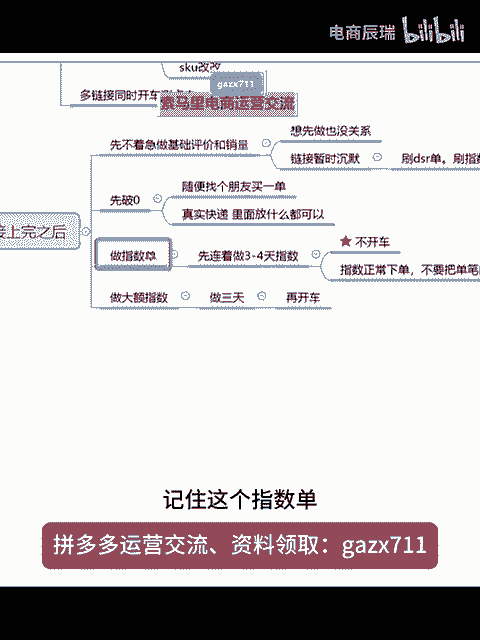 电商辰瑞 bilibili
sku改改
gazx711
多链接同时开车
袁马里电商运营交流
先不着急做基础评价和销量
想先做也没关系
链接暂时沉默
刷dsr单。刷指数
先破0
随便找个朋友买一单
真实快递 里面放什么都可以
接上完之后
做指数单
先连着做3-4天指数
★ 不开车
指数正常下单，不要把单笔
做大额指数
做三天
再开车
记住这个指数单
拼多多运营交流、资料领取：gazx711